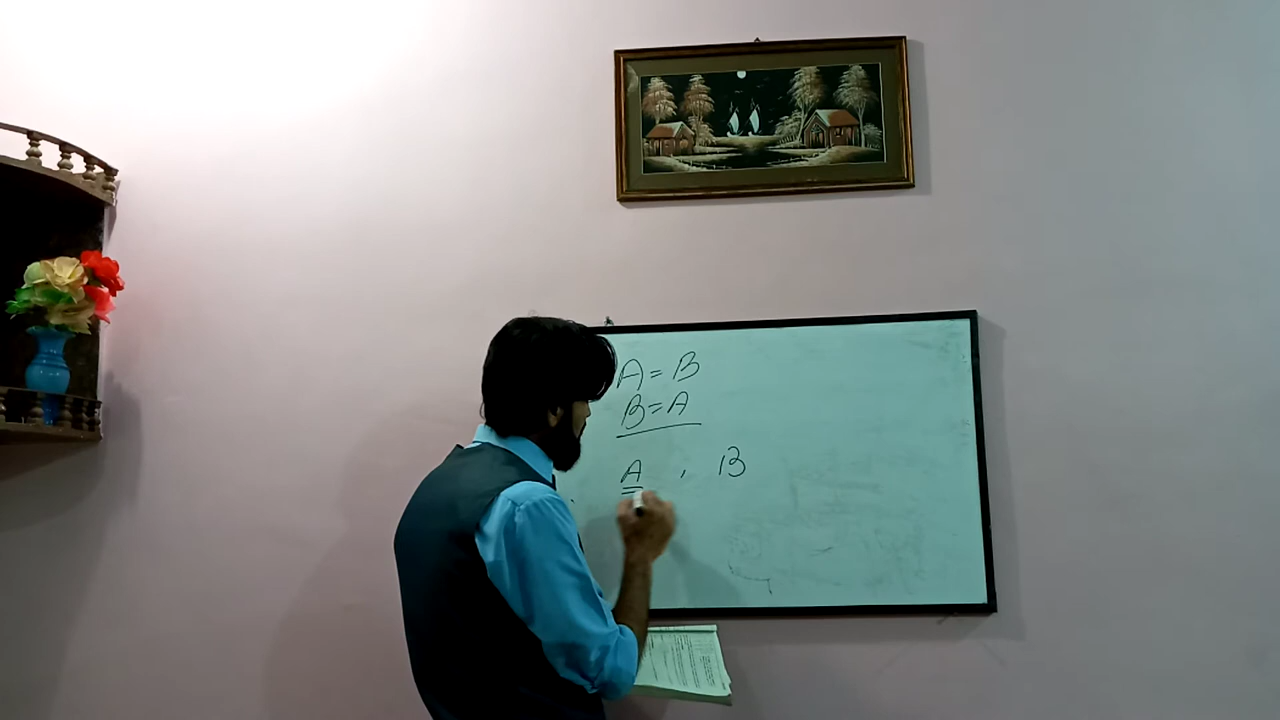 A = B
B = A
A , B